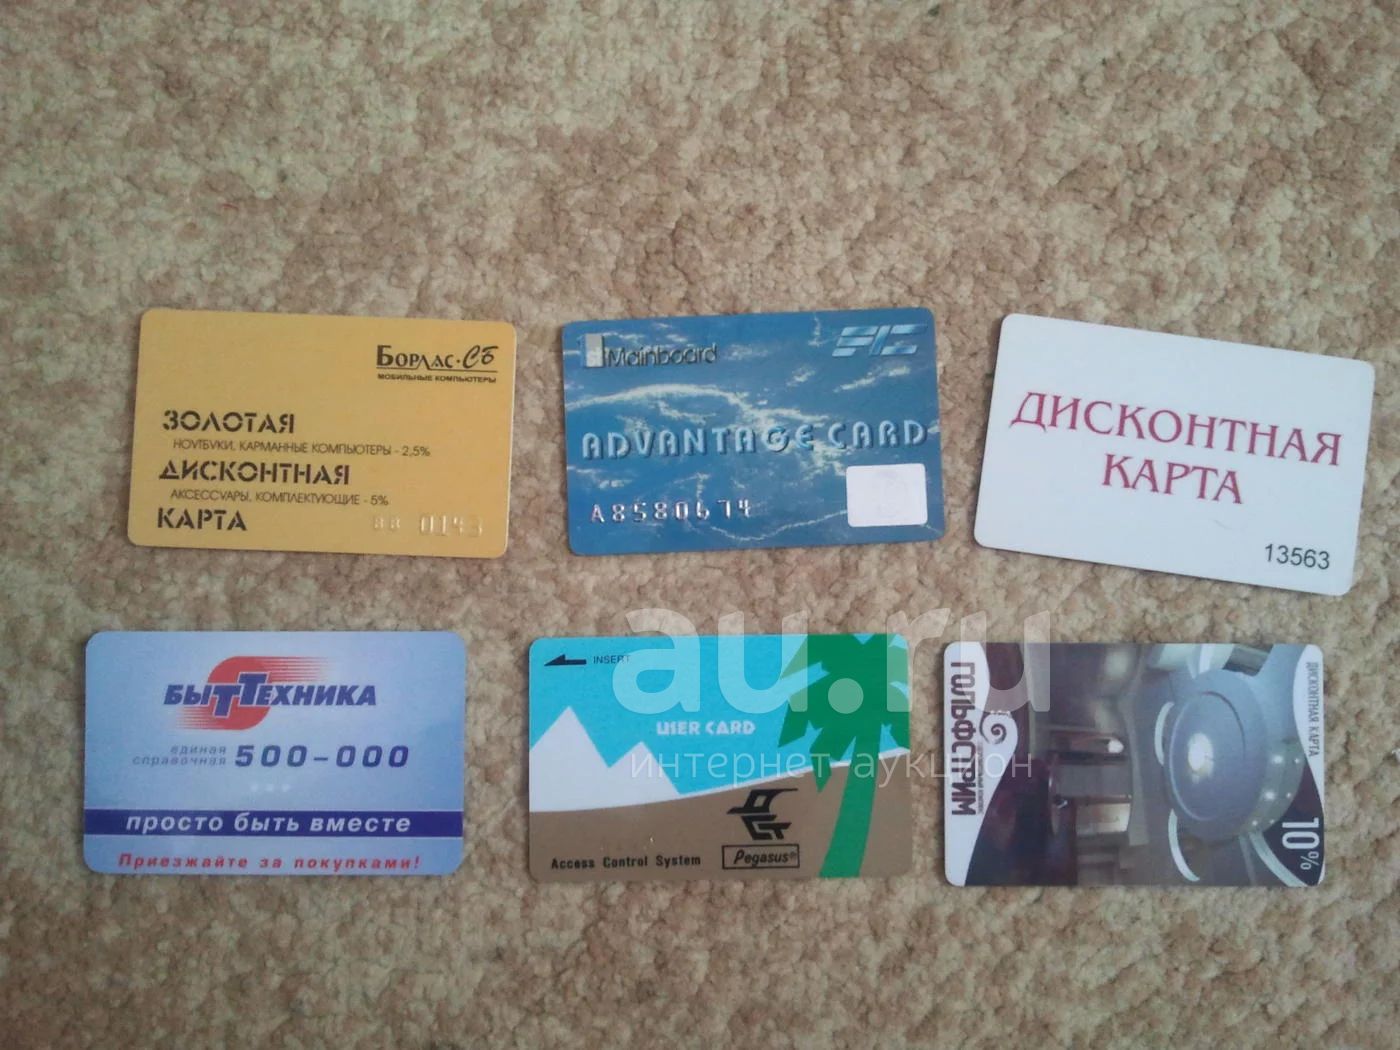 БОРЛАС·СБ
МОБИЛЬНЫЕ КОМПЬЮТЕРЫ
ЗОЛОТАЯ
НОУТБУКИ, КАРМАННЫЕ КОМПЬЮТЕРЫ - 2,5%
ДИСКОНТНАЯ
АКСЕССУАРЫ, КОМПЛЕКТУЮЩИЕ - 5%
КАРТА
0143
Mainboard
FIC
ADVANTAGE CARD
A8580674
ДИСКОНТНАЯ
КАРТА
13563
БЫТТЕХНИКА
единая
справочная 500-000
просто быть вместе
Приезжайте за покупками!
INSERT
USER CARD
Access Control System
Pegasus®
ГОЛЬФСТРИМ
ДИСКОНТНАЯ КАРТА
10%
au.ru
интернет аукцион